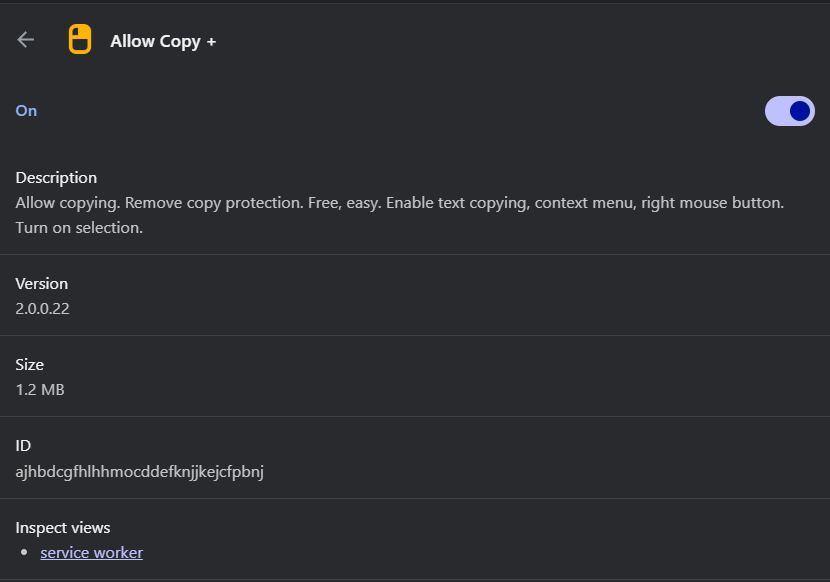 Allow Copy +
On
Description
Allow copying. Remove copy protection. Free, easy. Enable text copying, context menu, right mouse button.
Turn on selection.
Version
2.0.0.22
Size
1.2 MB
ID
ajhbdcgfhlhhmocddefknjjkejcfpbnj
Inspect views
service worker